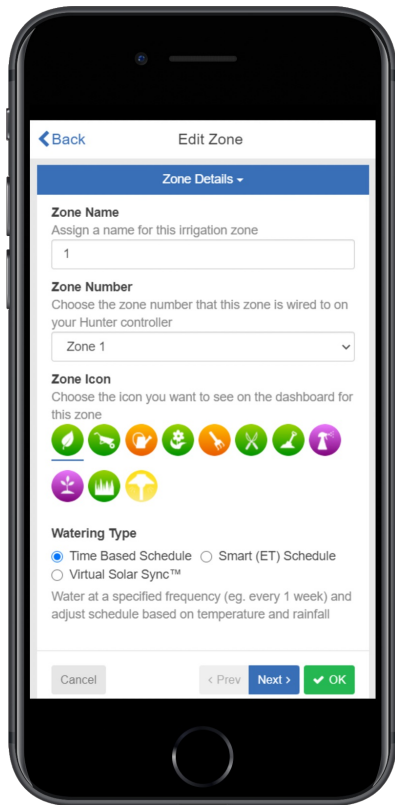 Back Edit Zone
Zone Details
Zone Name
Assign a name for this irrigation zone
1
Zone Number
Choose the zone number that this zone is wired to on
your Hunter controller
Zone 1
Zone Icon
Choose the icon you want to see on the dashboard for
this zone
Watering Type
Time Based Schedule Smart (ET) Schedule
Virtual Solar Sync™
Water at a specified frequency (eg. every 1 week) and
adjust schedule based on temperature and rainfall
Cancel < Prev Next > OK